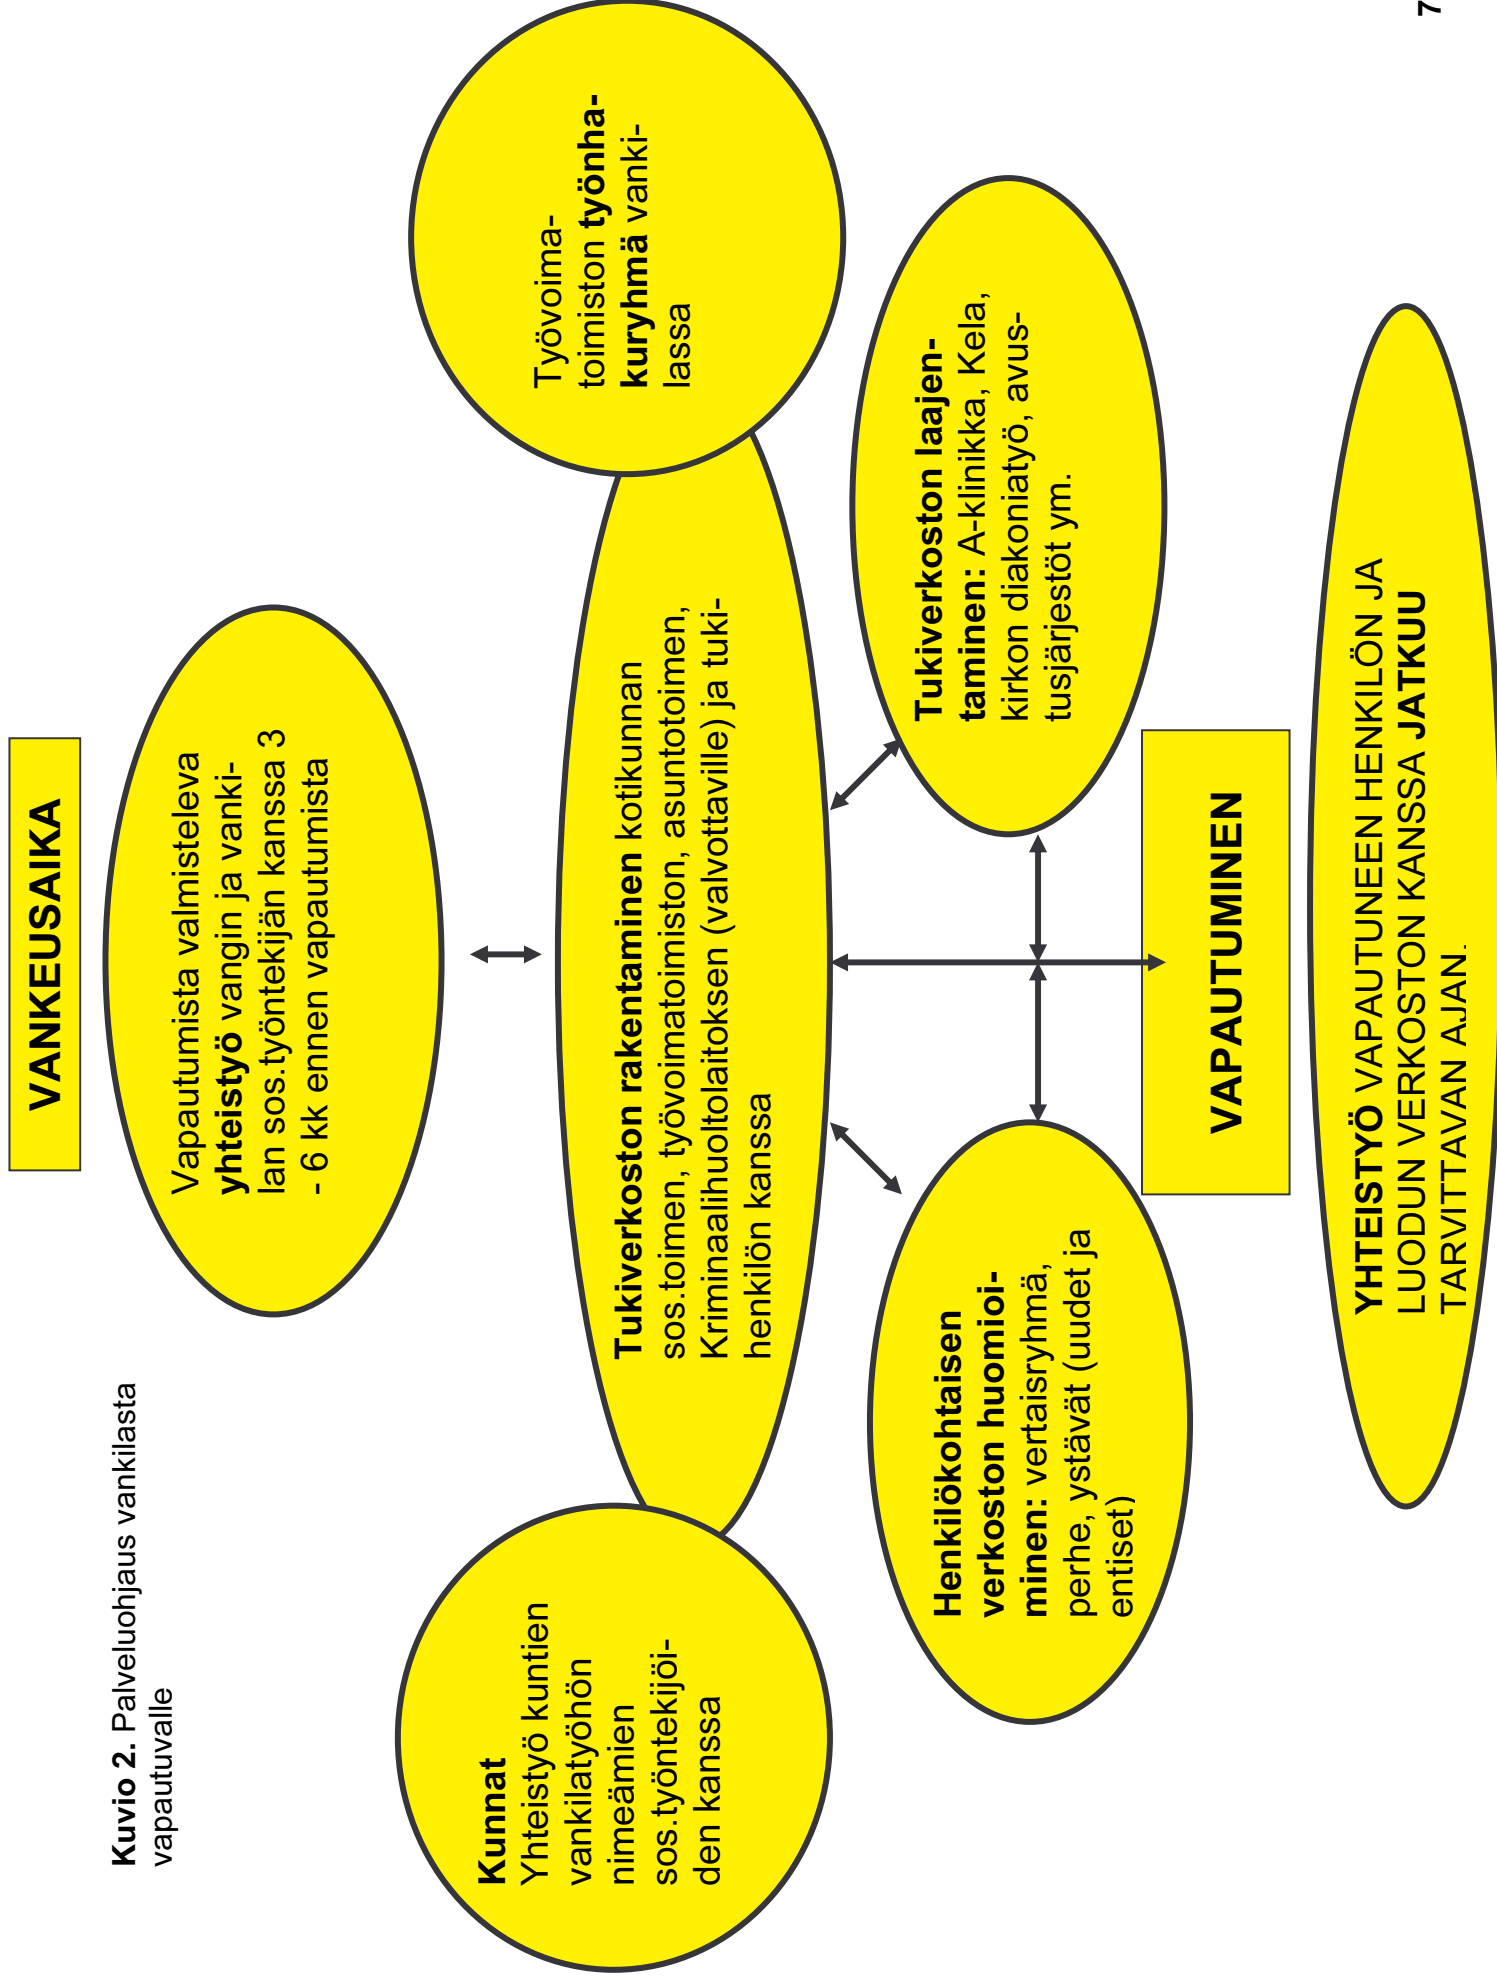 Kuvio 2. Palveluohjaus vankilasta
vapautuvalle
VANKEUSAIKA
Vapautumista valmisteleva
yhteistyö vangin ja vanki-
lan sos.työntekijän kanssa 3
- 6 kk ennen vapautumista
Kunnat
Yhteistyö kuntien
vankilatyöhön
nimeämien
sos.työntekijöi-
den kanssa
Tukiverkoston rakentaminen kotikunnan
sos.toimen, työvoimatoimiston, asuntotoimen,
Kriminaalihuoltolaitoksen (valvottaville) ja tuki-
henkilön kanssa
Työvoima-
toimiston työnha-
kuryhmä vanki-
lassa
Henkilökohtaisen
verkoston huomioi-
minen: vertaisryhmä,
perhe, ystävät (uudet ja
entiset)
Tukiverkoston laajen-
taminen: A-klinikka, Kela,
kirkon diakoniatyö, avus-
tusjärjestöt ym.
VAPAUTUMINEN
YHTEISTYÖ VAPAUTUNEEN HENKILÖN JA
LUODUN VERKOSTON KANSSA JATKUU
TARVITTAVAN AJAN.
7